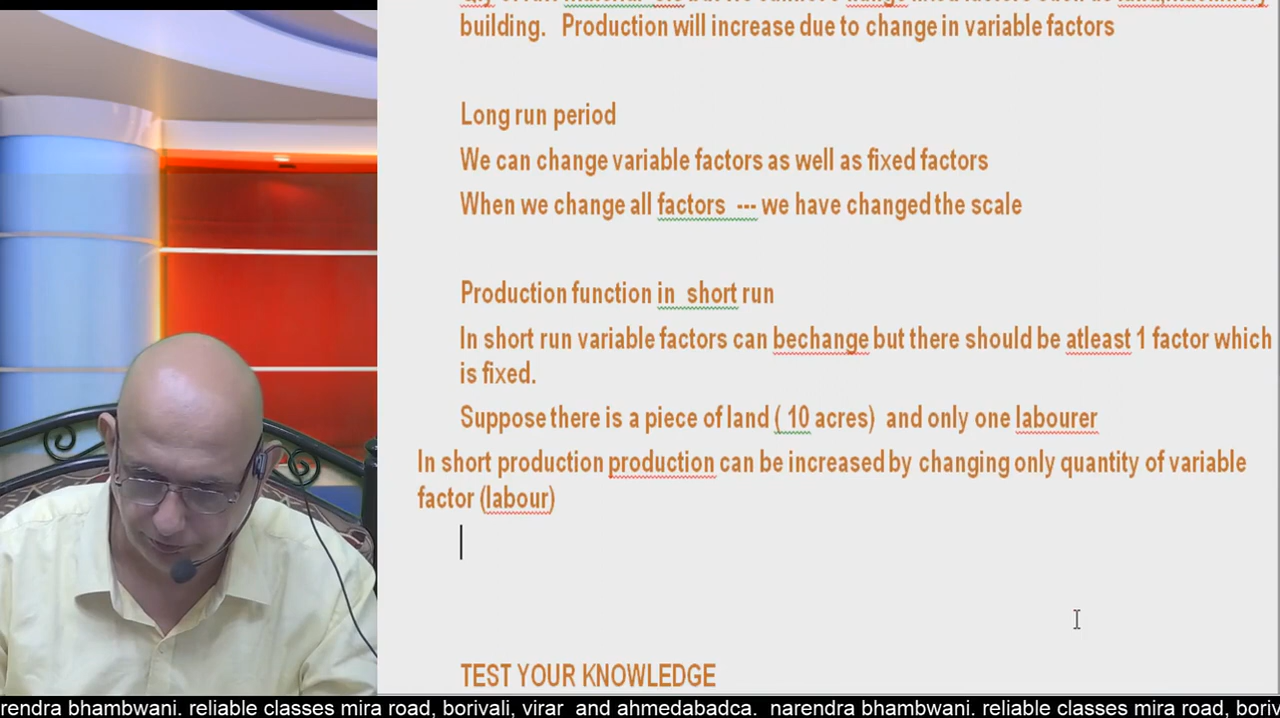 building. Production will increase due to change in variable factors
Long run period
We can change variable factors as well as fixed factors
When we change all factors --- we have changed the scale
Production function in short run
In short run variable factors can bechange but there should be atleast 1 factor which
is fixed.
Suppose there is a piece of land ( 10 acres) and only one labourer
In short production production can be increased by changing only quantity of variable
factor (labour)
TEST YOUR KNOWLEDGE
rendra bhambwani. reliable classes mira road, borivali, virar and ahmedabadca. narendra bhambwani. reliable classes mira road, boriv